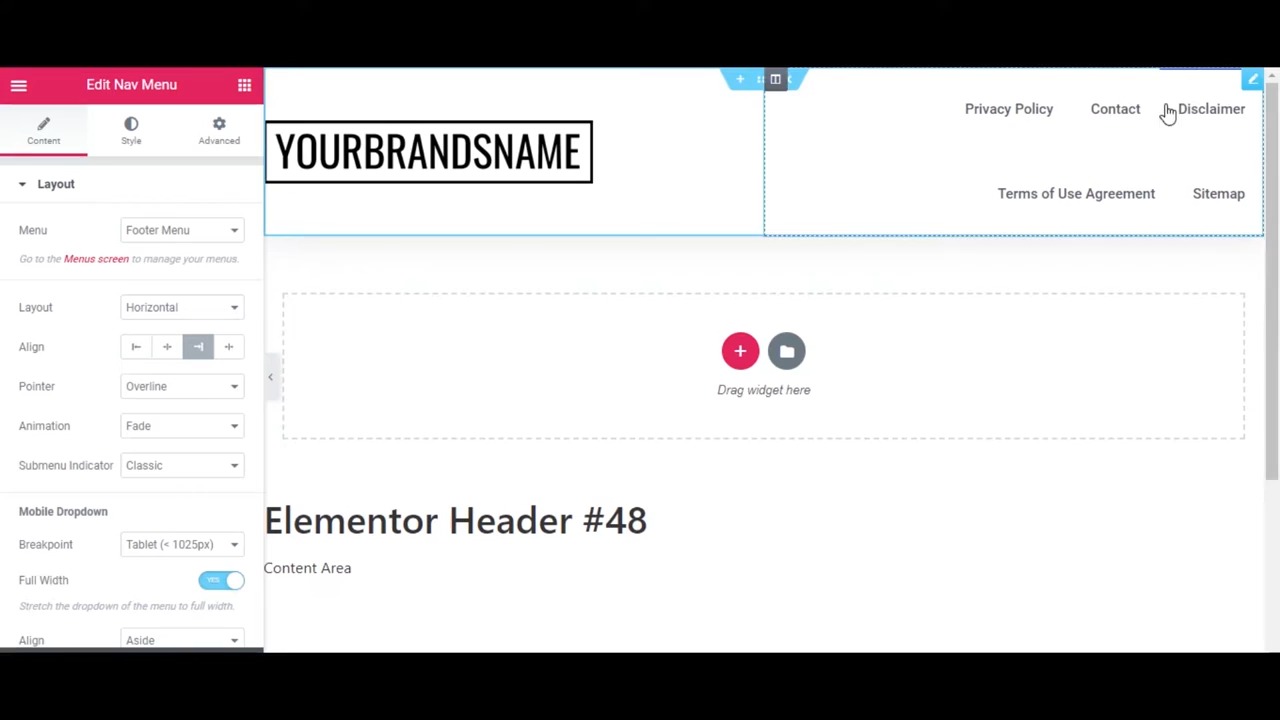 Edit Nav Menu
Content
Style
Advanced
Layout
Menu
Footer Menu
Go to the Menus screen to manage your menus.
Layout
Horizontal
Align
Pointer
Overline
Animation
Fade
Submenu Indicator
Classic
Mobile Dropdown
Breakpoint
Tablet (< 1025px)
Full Width
YES
Stretch the dropdown of the menu to full width.
Align
Aside
YOURBRANDSNAME
Privacy Policy
Contact
Disclaimer
Terms of Use Agreement
Sitemap
Drag widget here
Elementor Header #48
Content Area